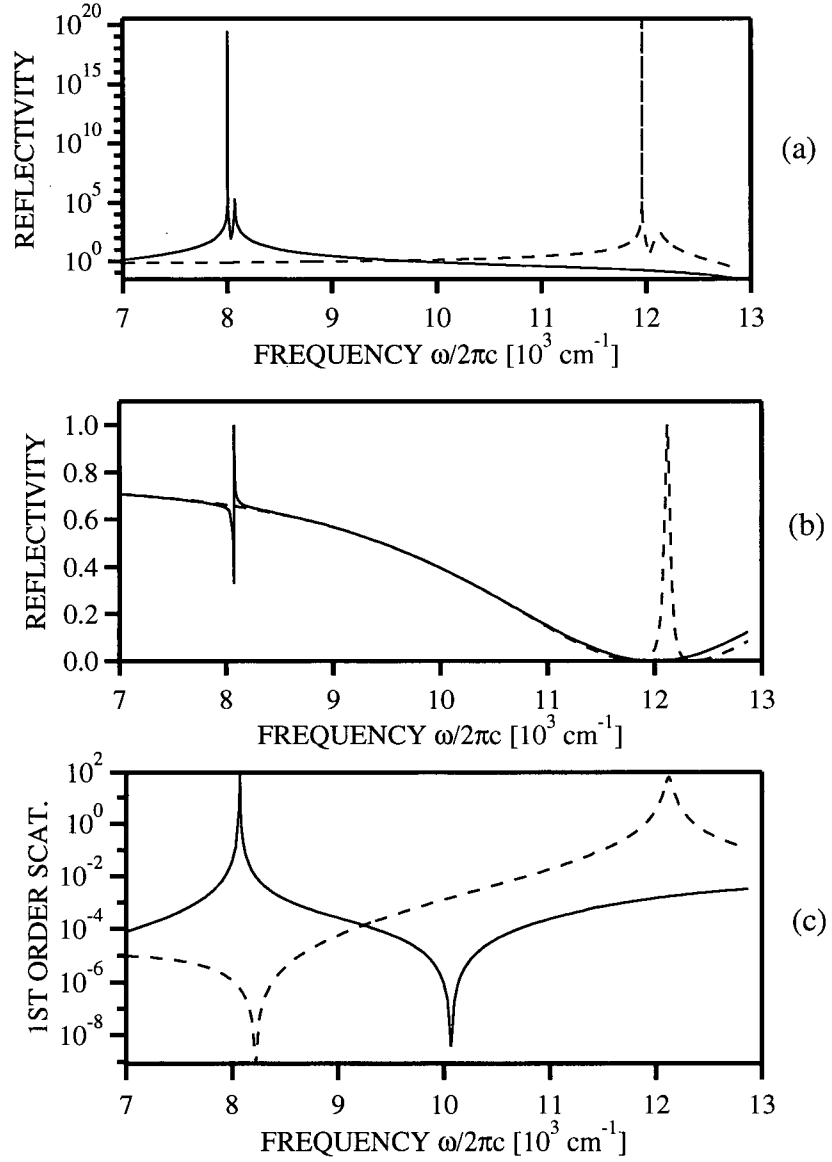 10^20
10^15
10^10
10^5
10^0
REFLECTIVITY
(a)
7 8 9 10 11 12 13
FREQUENCY ω/2πc [10^3 cm^-1]
1.0
0.8
0.6
0.4
0.2
0.0
REFLECTIVITY
(b)
7 8 9 10 11 12 13
FREQUENCY ω/2πc [10^3 cm^-1]
10^2
10^0
10^-2
10^-4
10^-6
10^-8
1ST ORDER SCAT.
(c)
7 8 9 10 11 12 13
FREQUENCY ω/2πc [10^3 cm^-1]